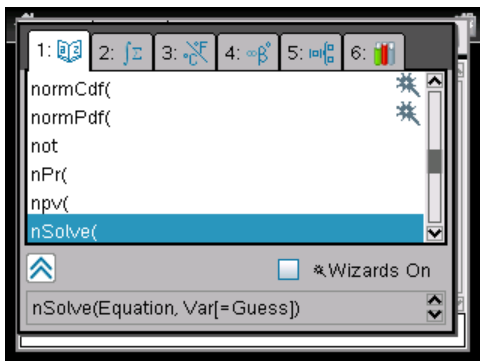 1: 2: ∫Σ 3: ∘℃℉ 4: ∞β° 5: 6:
normCdf(
normPdf(
not
nPr(
npv(
nSolve(
Wizards On
nSolve(Equation, Var[=Guess])